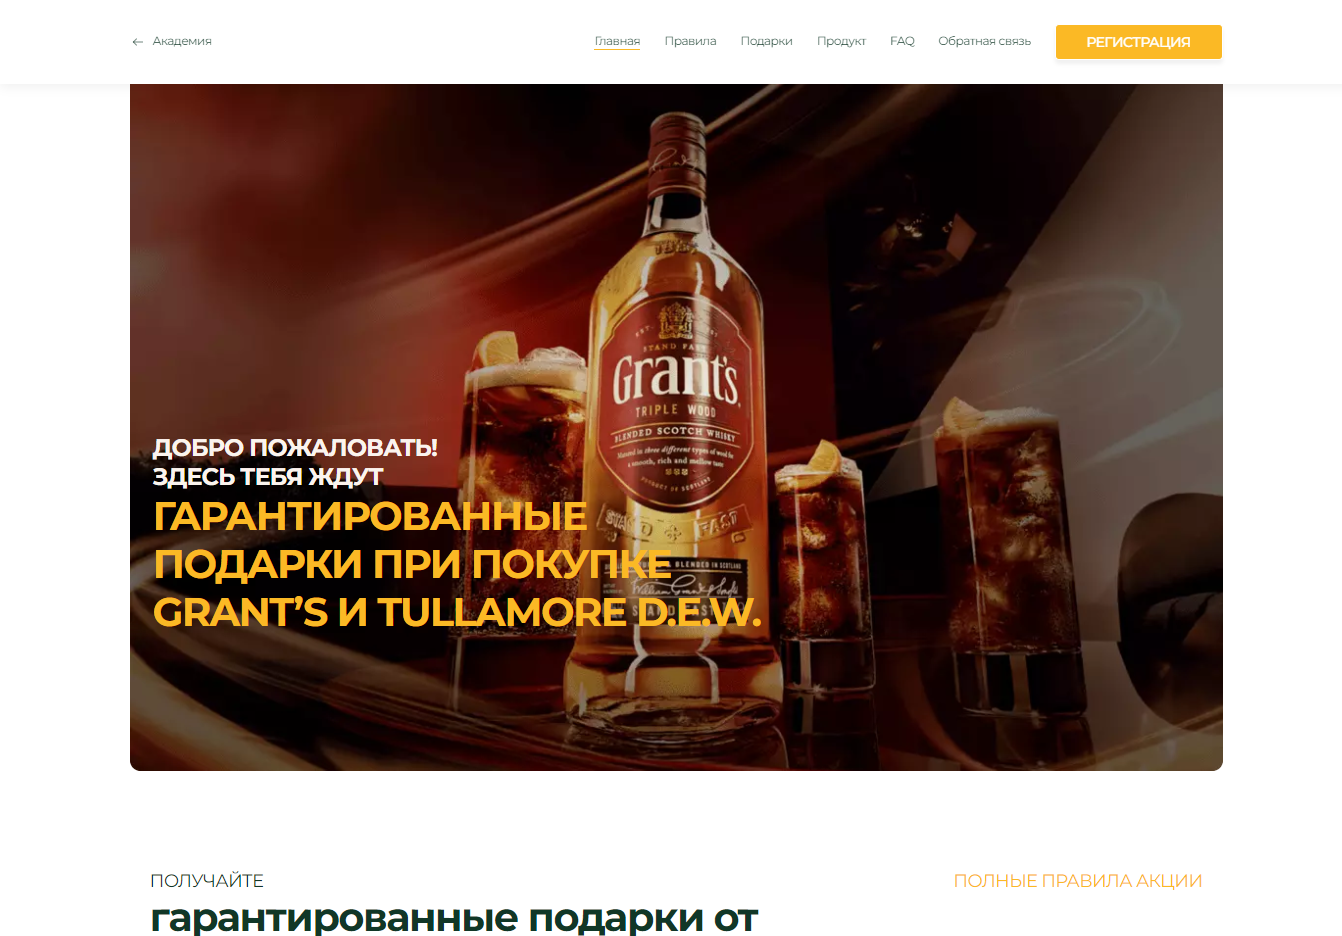 ← Академия
Главная
Правила
Подарки
Продукт
FAQ
Обратная связь
РЕГИСТРАЦИЯ
STAND FAST
Grant's
TRIPLE WOOD
BLENDED SCOTCH WHISKY
Matured in three different types of wood for
a smooth, rich and mellow taste
PRODUCT OF SCOTLAND
STAND FAST
BLENDED IN SCOTLAND
ДОБРО ПОЖАЛОВАТЬ!
ЗДЕСЬ ТЕБЯ ЖДУТ
ГАРАНТИРОВАННЫЕ
ПОДАРКИ ПРИ ПОКУПКЕ
GRANT’S И TULLAMORE D.E.W.
ПОЛУЧАЙТЕ
ПОЛНЫЕ ПРАВИЛА АКЦИИ
гарантированные подарки от